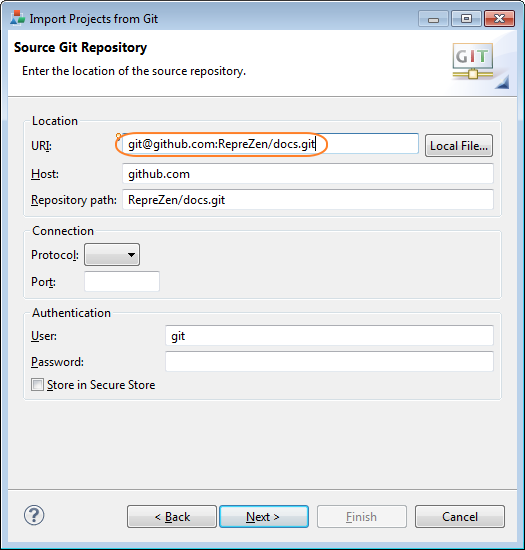 Import Projects from Git
Source Git Repository
Enter the location of the source repository.
GIT
Location
URI:
git@github.com:RepreZen/docs.git
Local File...
Host:
github.com
Repository path:
RepreZen/docs.git
Connection
Protocol:
Port:
Authentication
User:
git
Password:
Store in Secure Store
?
< Back
Next >
Finish
Cancel